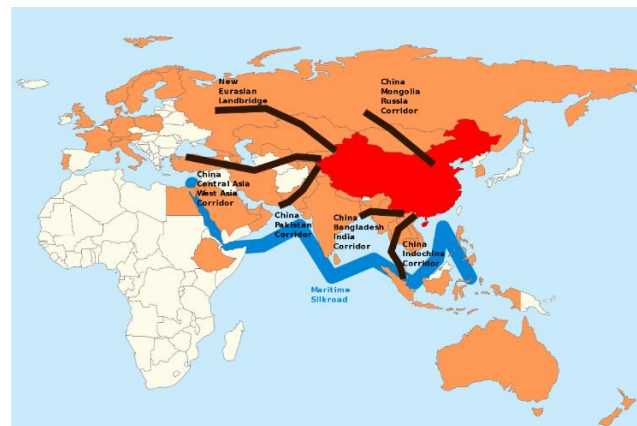 New
Eurasian
Landbridge
China
Mongolia
Russia
Corridor
China
Central Asia
West Asia
Corridor
China
Pakistan
Corridor
China
Bangladesh
India
Corridor
China
Indochina
Corridor
Maritime
Silkroad